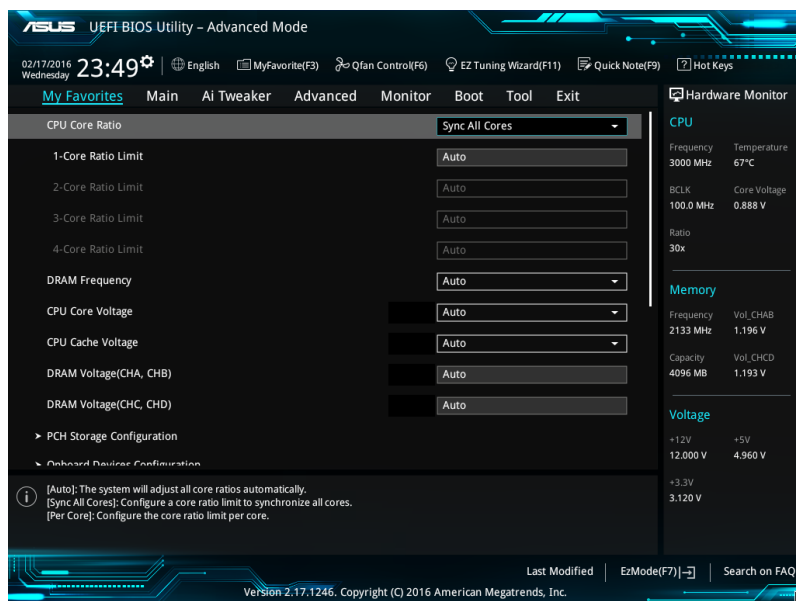 ASUS UEFI BIOS Utility – Advanced Mode
02/17/2016 Wednesday 23:49 English MyFavorite(F3) Qfan Control(F6) EZ Tuning Wizard(F11) Quick Note(F9) ? Hot Keys
My Favorites Main Ai Tweaker Advanced Monitor Boot Tool Exit
CPU Core Ratio Sync All Cores
1-Core Ratio Limit Auto
2-Core Ratio Limit Auto
3-Core Ratio Limit Auto
4-Core Ratio Limit Auto
DRAM Frequency Auto
CPU Core Voltage Auto
CPU Cache Voltage Auto
DRAM Voltage(CHA, CHB) Auto
DRAM Voltage(CHC, CHD) Auto
> PCH Storage Configuration
> Onboard Devices Configuration
[Auto]: The system will adjust all core ratios automatically.
[Sync All Cores]: Configure a core ratio limit to synchronize all cores.
[Per Core]: Configure the core ratio limit per core.
Hardware Monitor
CPU
Frequency Temperature
3000 MHz 67°C
BCLK Core Voltage
100.0 MHz 0.888 V
Ratio
30x
Memory
Frequency Vol_CHAB
2133 MHz 1.196 V
Capacity Vol_CHCD
4096 MB 1.193 V
Voltage
+12V +5V
12.000 V 4.960 V
+3.3V
3.120 V
Last Modified EzMode(F7) Search on FAQ
Version 2.17.1246. Copyright (C) 2016 American Megatrends, Inc.